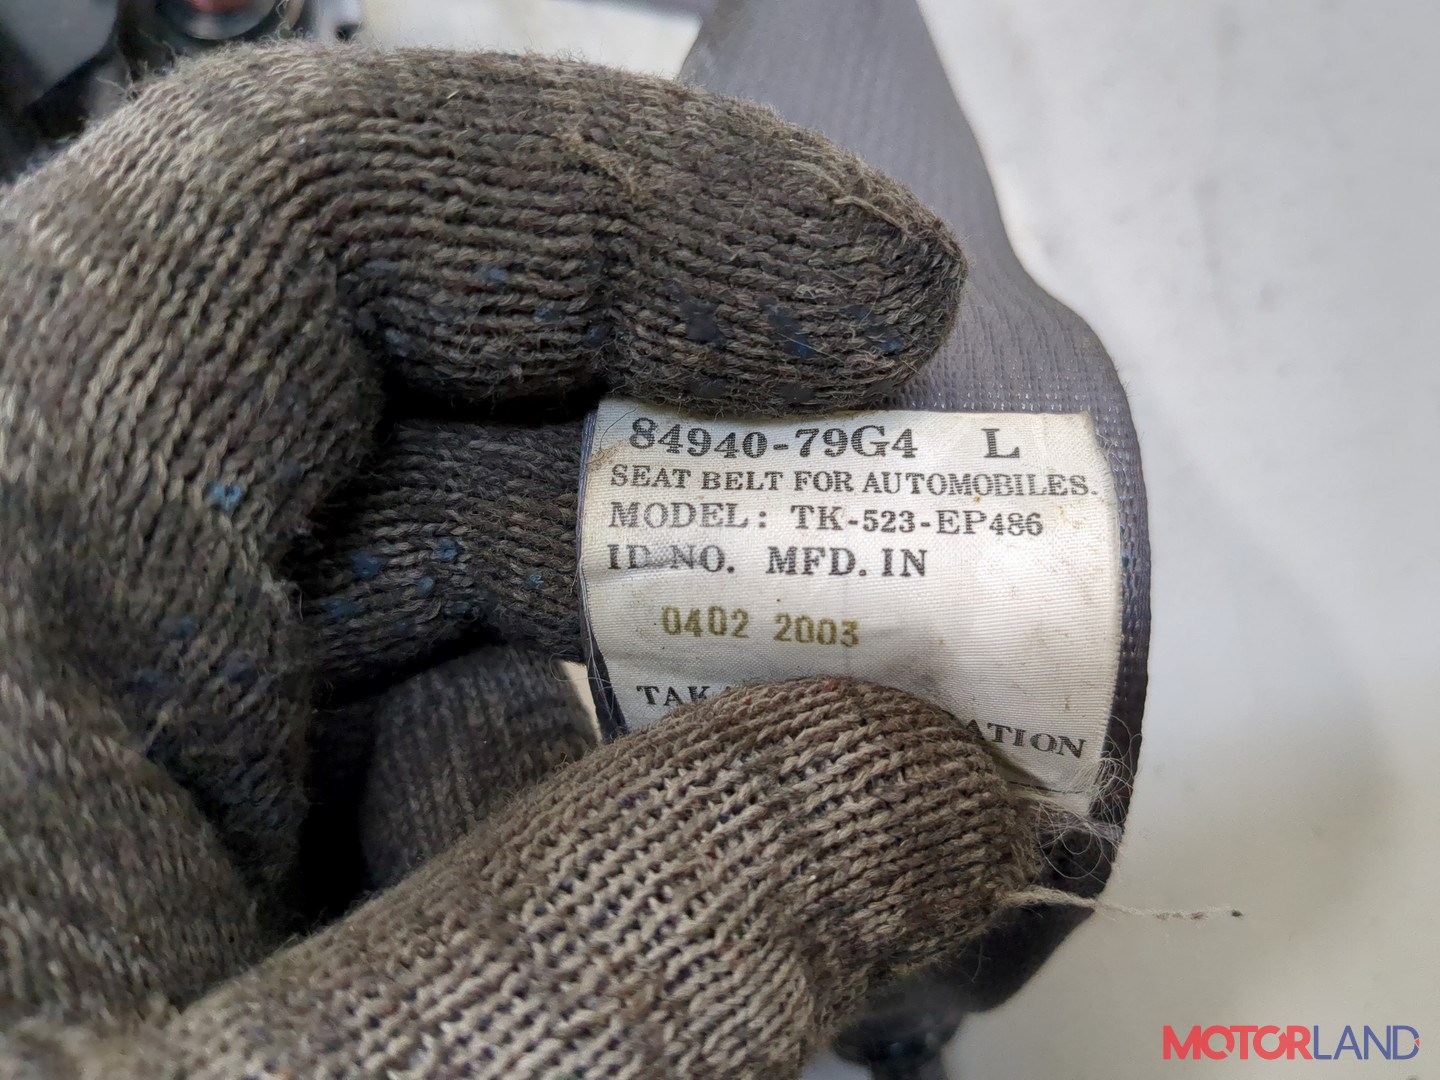 84940-79G4 L
SEAT BELT FOR AUTOMOBILES.
MODEL: TK-523-EP486
ID NO. MFD. IN
0402 2003
MOTORLAND